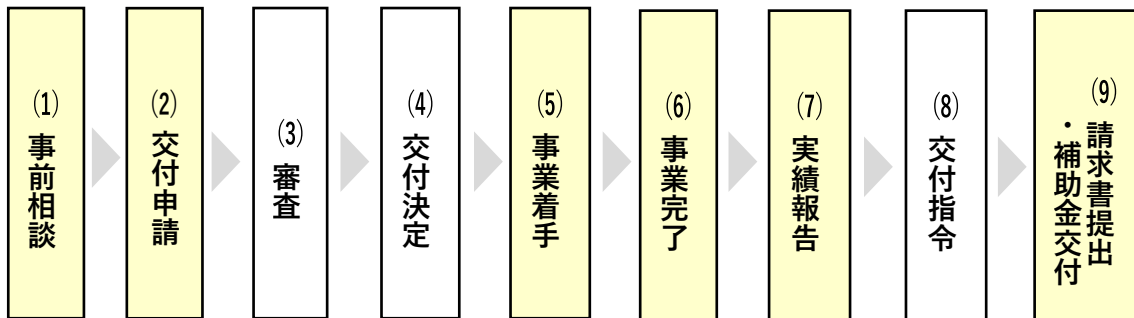 (1) 事前相談
(2) 交付申請
(3) 審査
(4) 交付決定
(5) 事業着手
(6) 事業完了
(7) 実績報告
(8) 交付指令
(9) 請求書提出
・補助金交付